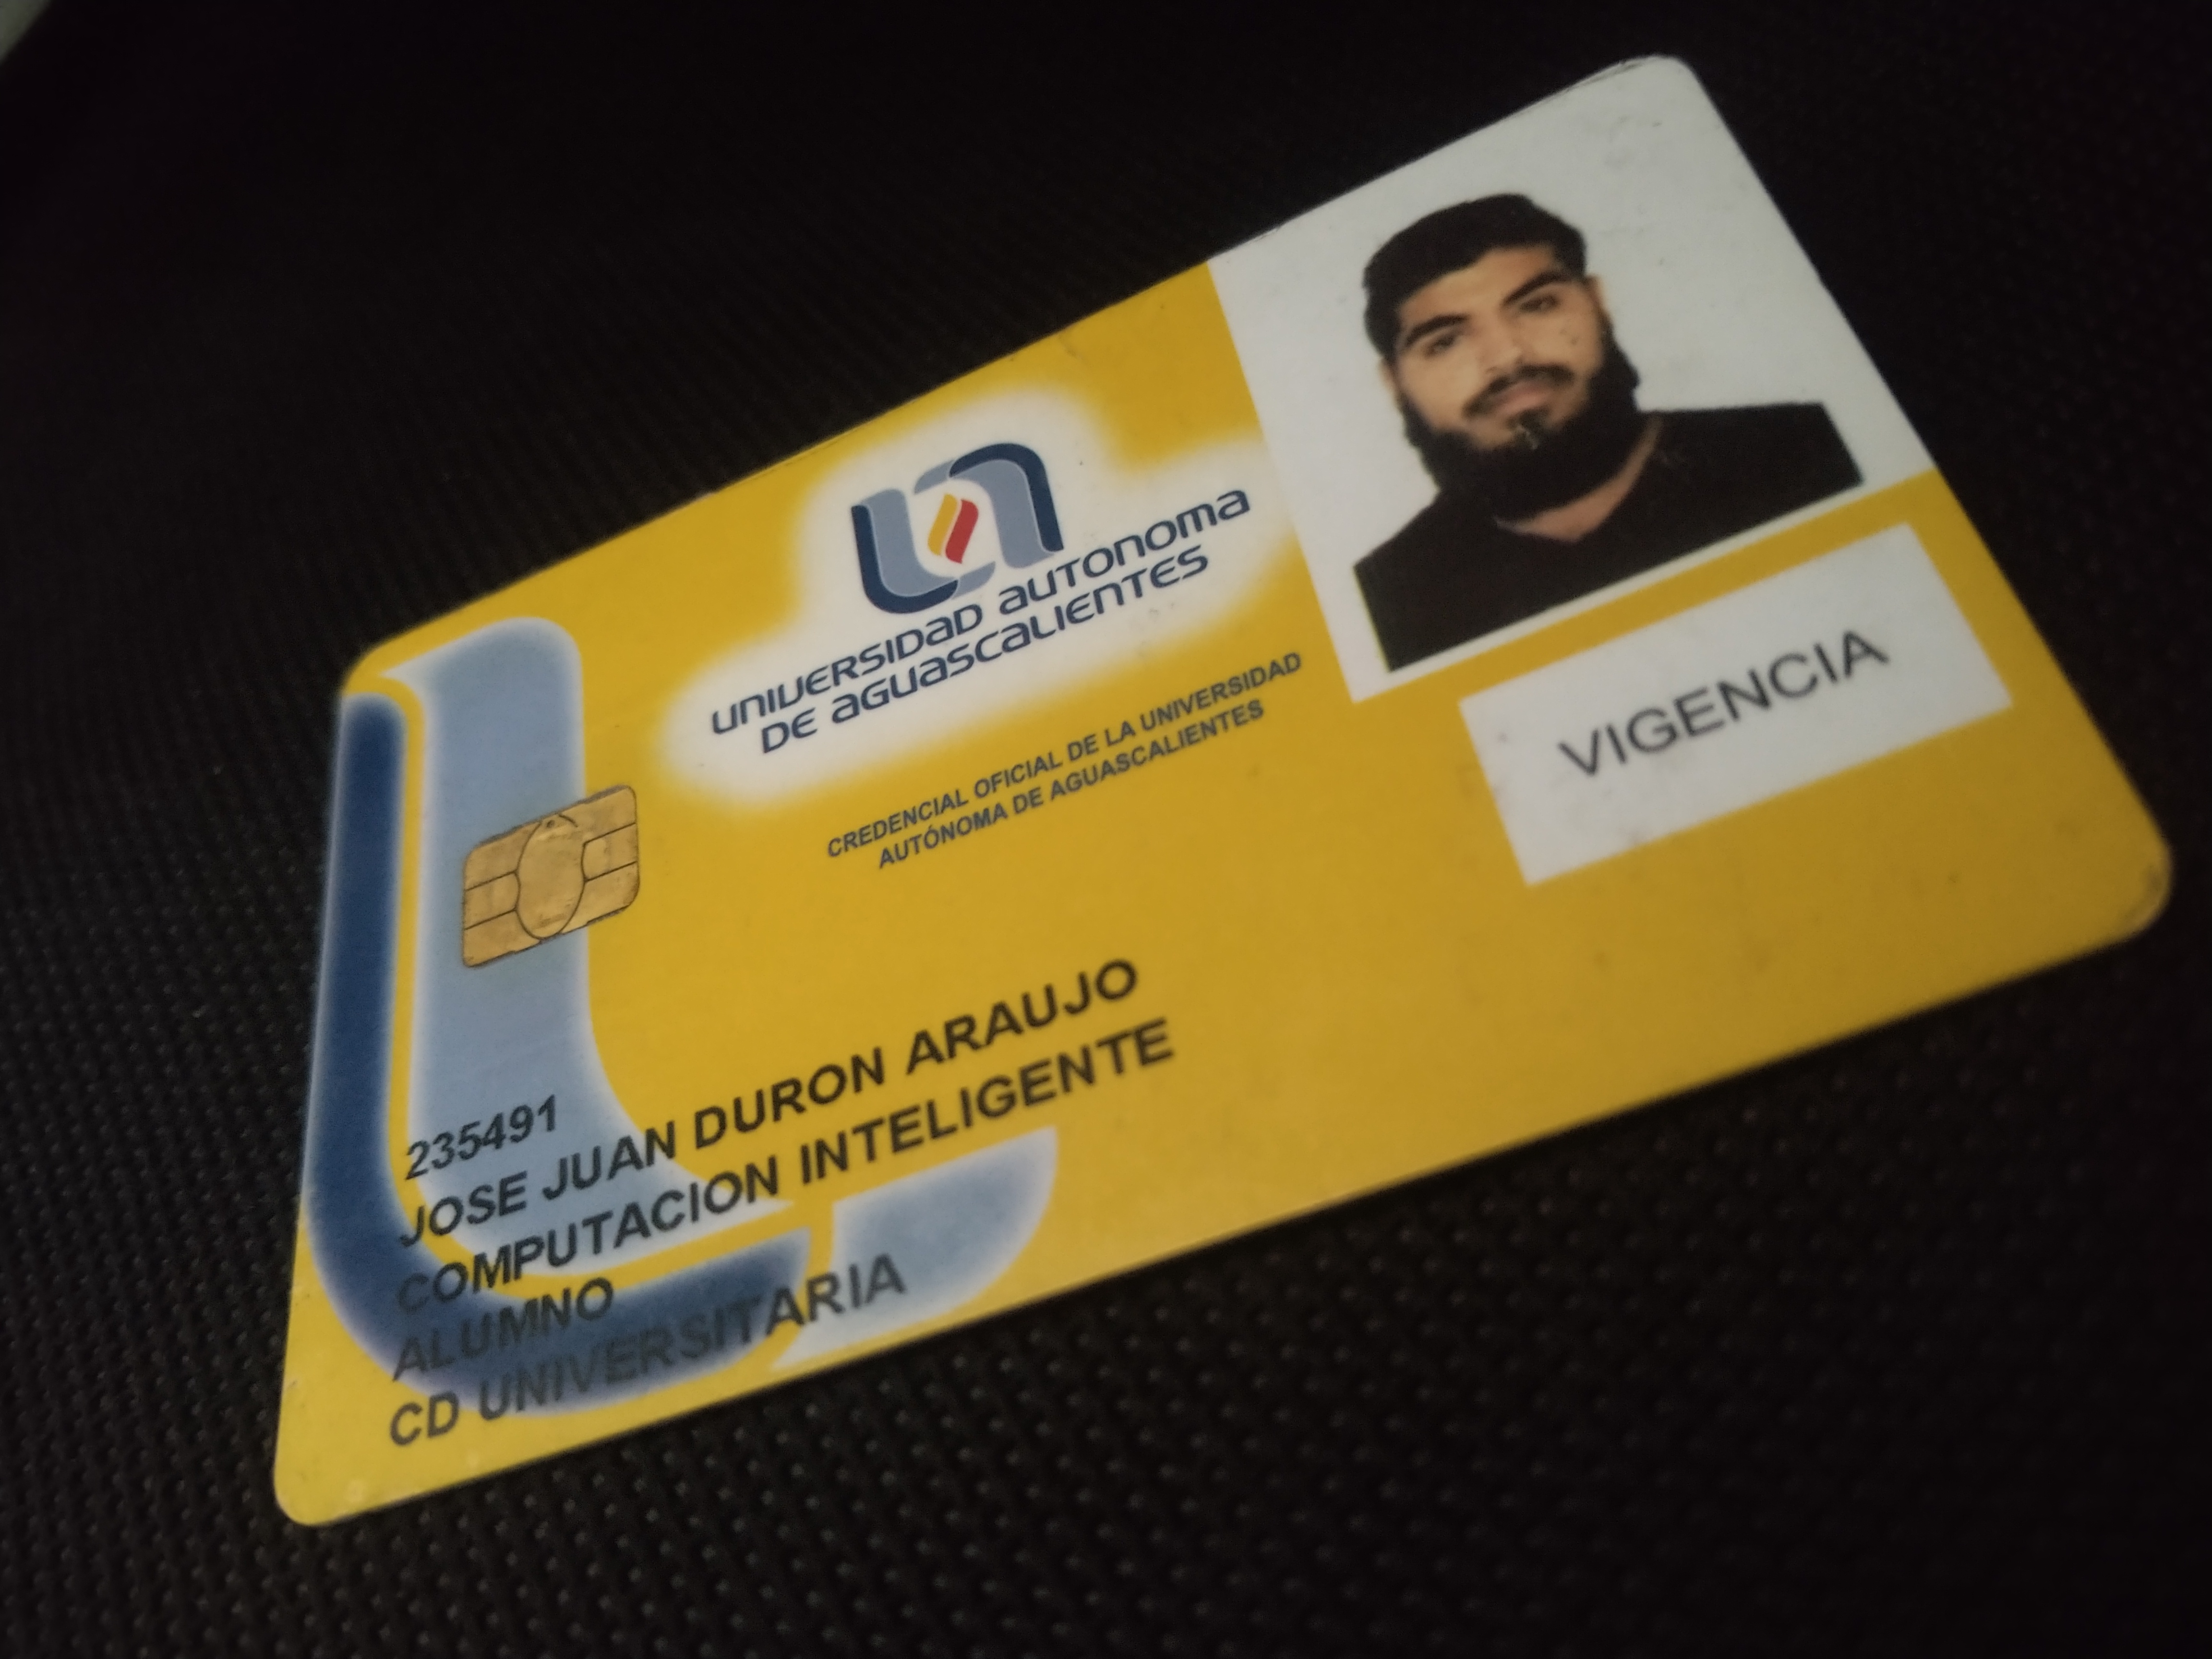 UNIVERSIDAD AUTONOMA
DE AGUASCALIENTES
CREDENCIAL OFICIAL DE LA UNIVERSIDAD
AUTÓNOMA DE AGUASCALIENTES
VIGENCIA
235491
JOSE JUAN DURON ARAUJO
COMPUTACION INTELIGENTE
ALUMNO
CD UNIVERSITARIA